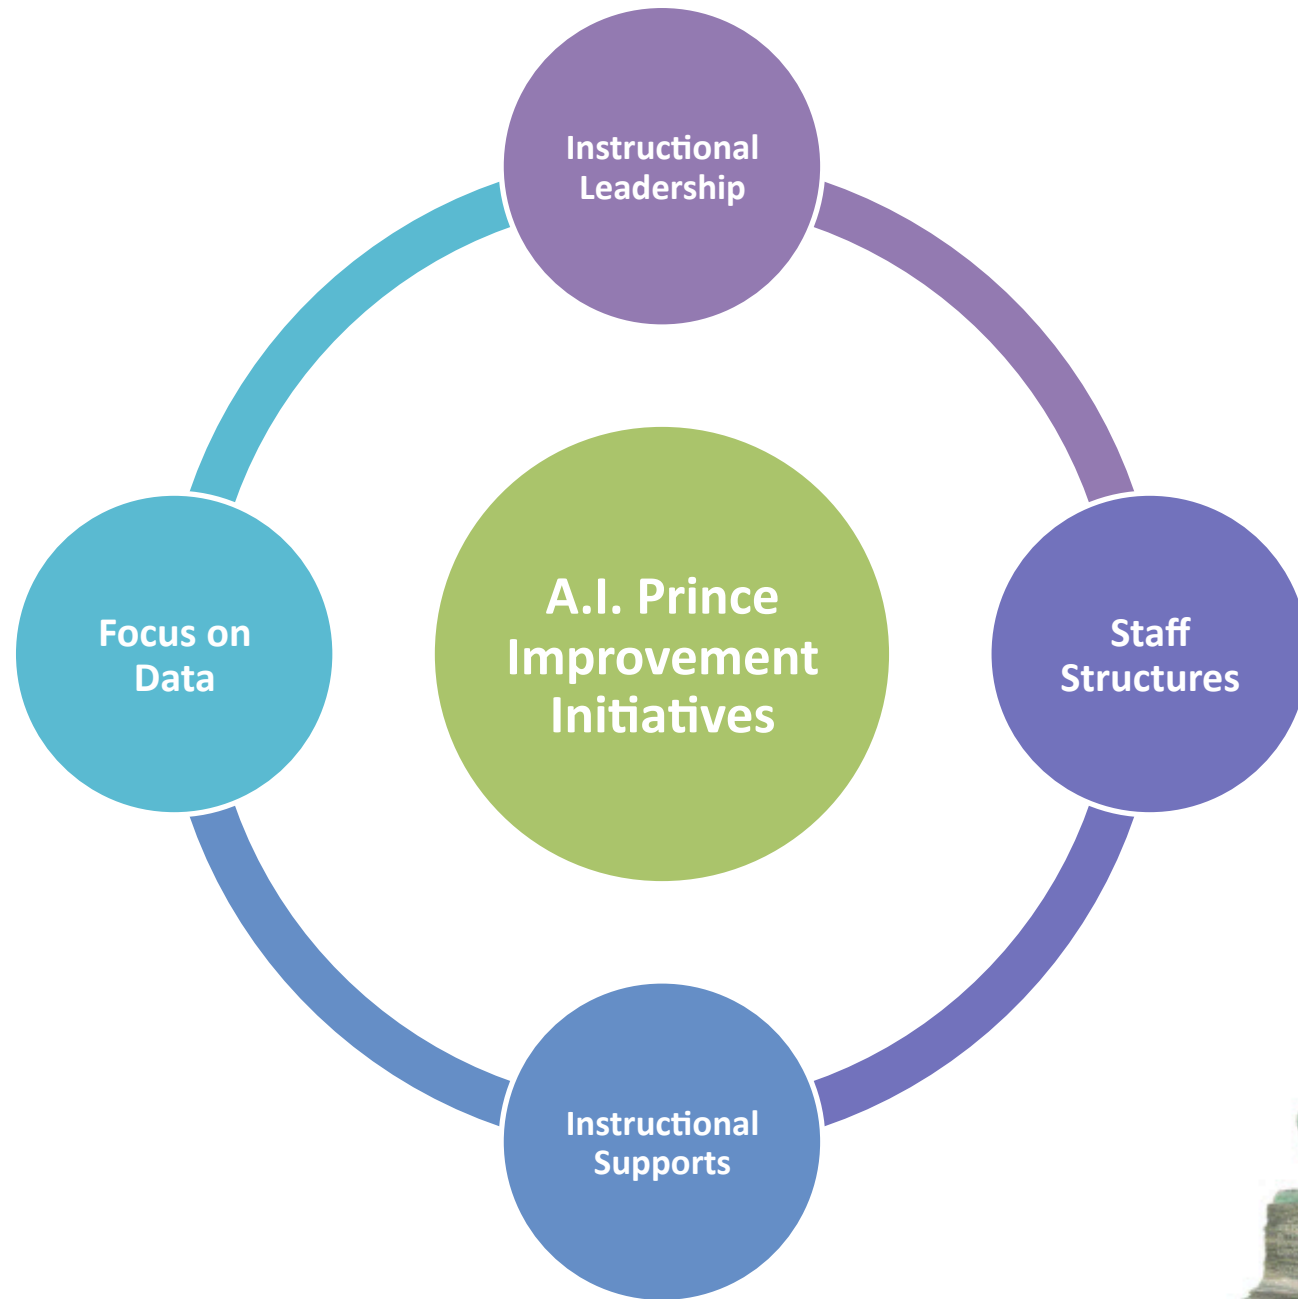 Instructional
Leadership
Focus on
Data
A.I. Prince
Improvement
Initiatives
Staff
Structures
Instructional
Supports